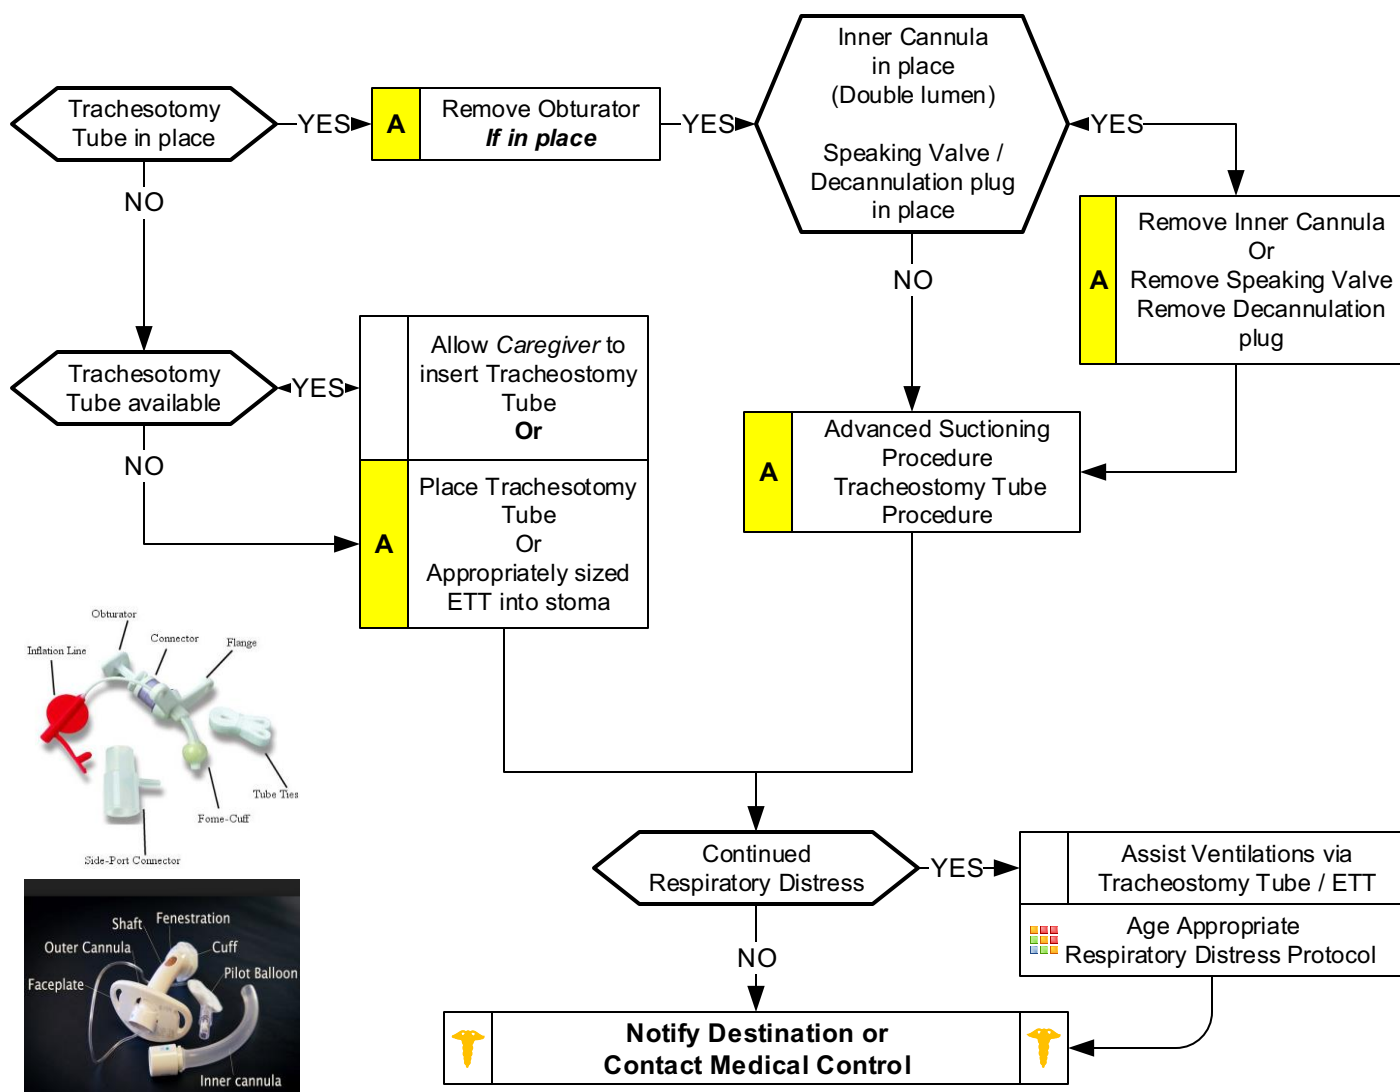 Trachesotomy
Tube in place
YES
A
Remove Obturator
If in place
YES
Inner Cannula
in place
(Double lumen)
Speaking Valve /
Decannulation plug
in place
YES
NO
NO
A
Remove Inner Cannula
Or
Remove Speaking Valve
Remove Decannulation
plug
Trachesotomy
Tube available
YES
Allow Caregiver to
insert Tracheostomy
Tube
Or
NO
A
Place Trachesotomy
Tube
Or
Appropriately sized
ETT into stoma
A
Advanced Suctioning
Procedure
Tracheostomy Tube
Procedure
Obturator
Connector
Flange
Inflation Line
Tube Ties
Fome-Cuff
Side-Port Connector
Continued
Respiratory Distress
YES
Assist Ventilations via
Tracheostomy Tube / ETT
Age Appropriate
Respiratory Distress Protocol
NO
Notify Destination or
Contact Medical Control
Shaft
Fenestration
Outer Cannula
Cuff
Faceplate
Pilot Balloon
Inner cannula